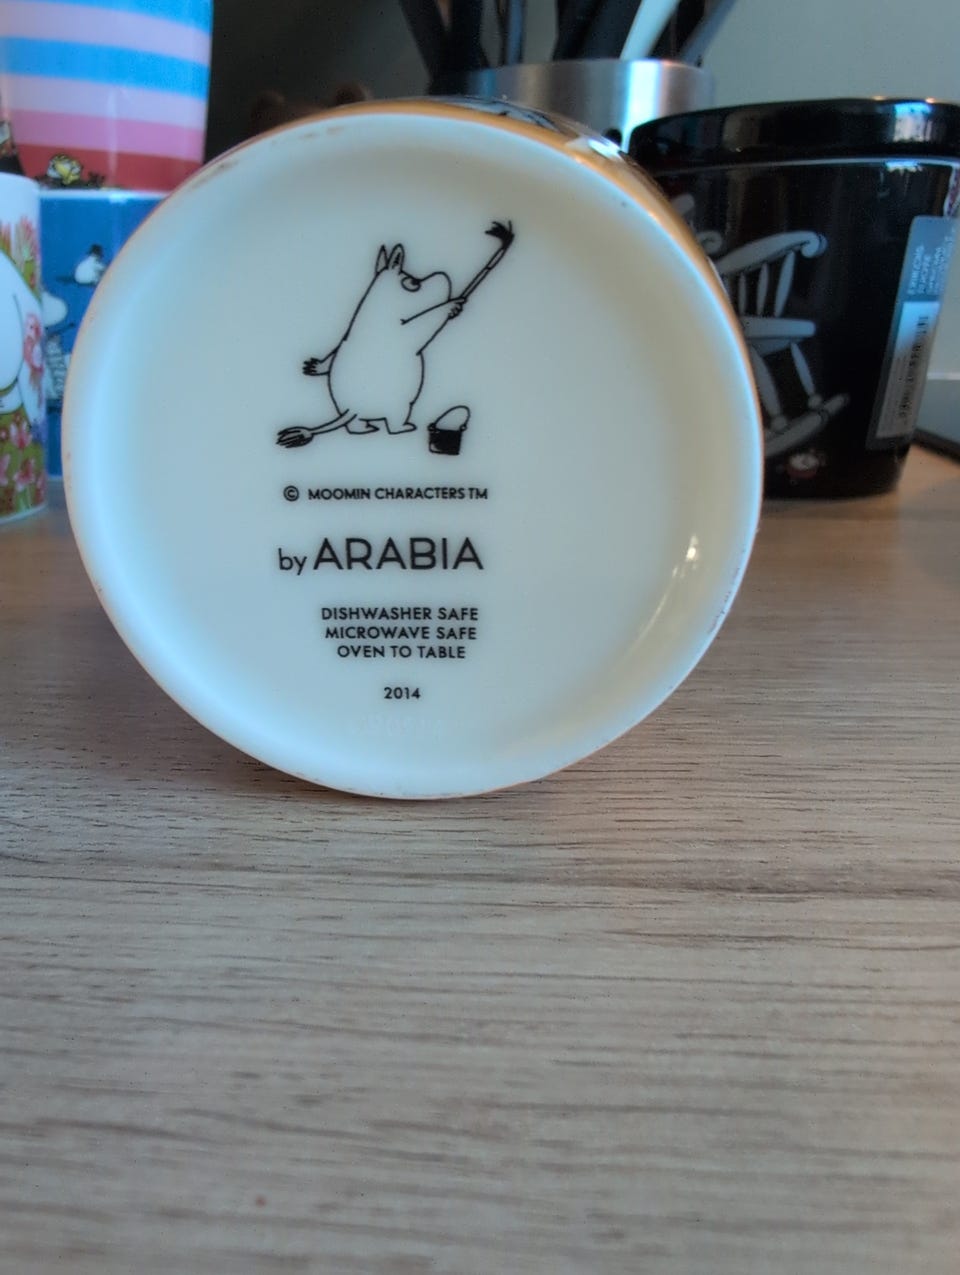 © MOOMIN CHARACTERS TM
by ARABIA
DISHWASHER SAFE
MICROWAVE SAFE
OVEN TO TABLE
2014